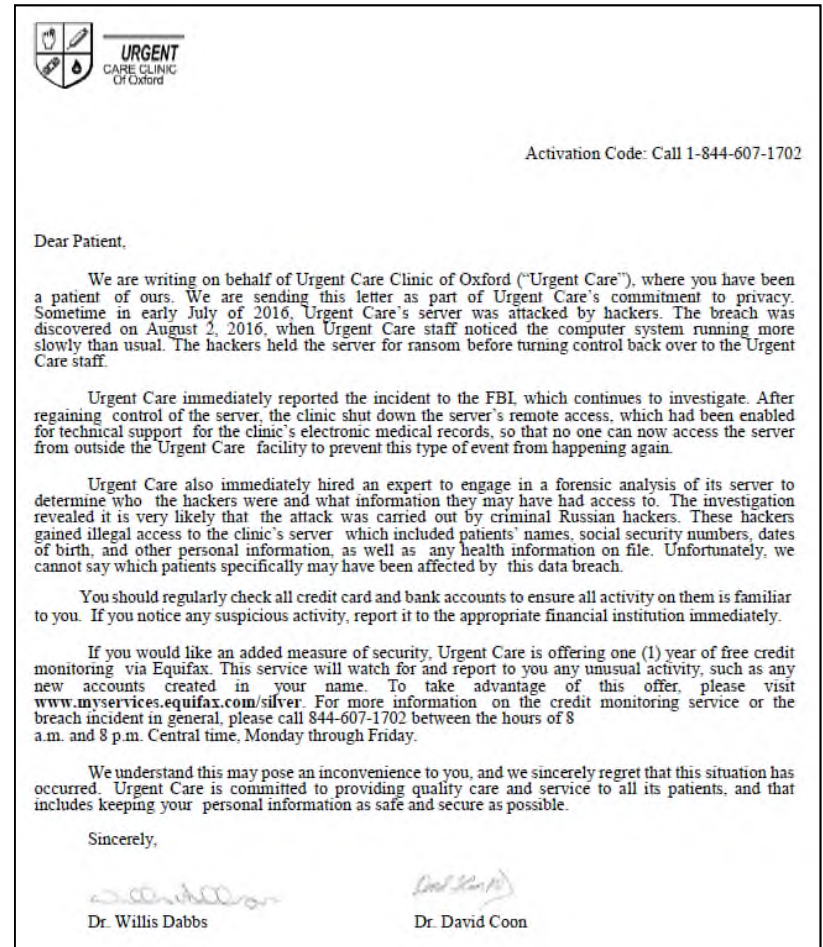 URGENT
CARE CLINIC
Of Oxford
Activation Code: Call 1-844-607-1702
Dear Patient,
We are writing on behalf of Urgent Care Clinic of Oxford (“Urgent Care”), where you have been
a patient of ours. We are sending this letter as part of Urgent Care’s commitment to privacy.
Sometime in early July of 2016, Urgent Care’s server was attacked by hackers. The breach was
discovered on August 2, 2016, when Urgent Care staff noticed the computer system running more
slowly than usual. The hackers held the server for ransom before turning control back over to the Urgent
Care staff.
Urgent Care immediately reported the incident to the FBI, which continues to investigate. After
regaining control of the server, the clinic shut down the server’s remote access, which had been enabled
for technical support for the clinic’s electronic medical records, so that no one can now access the server
from outside the Urgent Care facility to prevent this type of event from happening again.
Urgent Care also immediately hired an expert to engage in a forensic analysis of its server to
determine who the hackers were and what information they may have had access to. The investigation
revealed it is very likely that the attack was carried out by criminal Russian hackers. These hackers
gained illegal access to the clinic’s server which included patients’ names, social security numbers, dates
of birth, and other personal information, as well as any health information on file. Unfortunately, we
cannot say which patients specifically may have been affected by this data breach.
You should regularly check all credit card and bank accounts to ensure all activity on them is familiar
to you. If you notice any suspicious activity, report it to the appropriate financial institution immediately.
If you would like an added measure of security, Urgent Care is offering one (1) year of free credit
monitoring via Equifax. This service will watch for and report to you any unusual activity, such as any
new accounts created in your name. To take advantage of this offer, please visit
www.myservices.equifax.com/silver. For more information on the credit monitoring service or the
breach incident in general, please call 844-607-1702 between the hours of 8
a.m. and 8 p.m. Central time, Monday through Friday.
We understand this may pose an inconvenience to you, and we sincerely regret that this situation has
occurred. Urgent Care is committed to providing quality care and service to all its patients, and that
includes keeping your personal information as safe and secure as possible.
Sincerely,
Dr. Willis Dabbs
Dr. David Coon